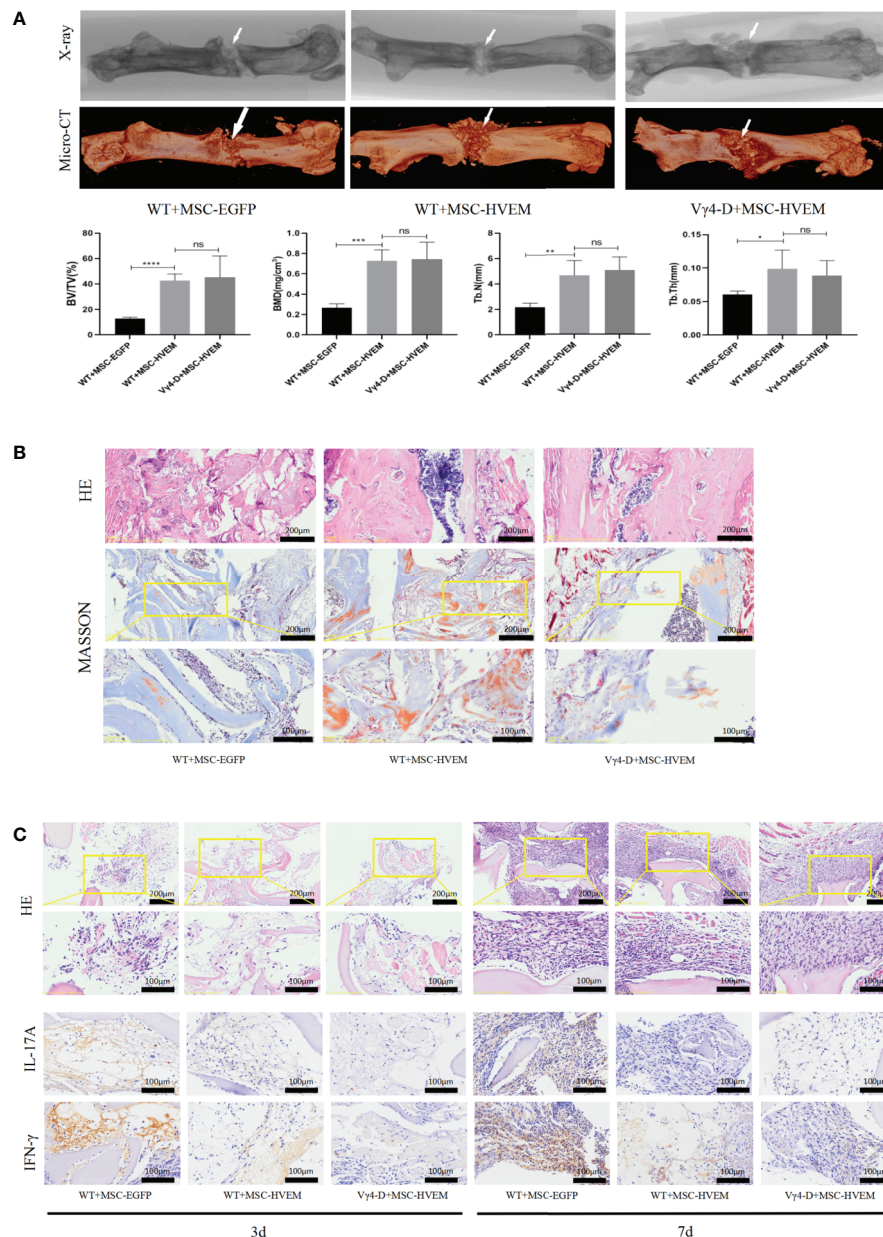 A
X-ray
Micro-CT
WT+MSC-EGFP
WT+MSC-HVEM
Vγ4-D+MSC-HVEM
BV/TV(%)
80
60
40
20
0
****
ns
WT+MSC-EGFP
WT+MSC-HVEM
Vγ4-D+MSC-HVEM
BMD(mg/cm³)
1.0
0.8
0.6
0.4
0.2
0.0
***
ns
WT+MSC-EGFP
WT+MSC-HVEM
Vγ4-D+MSC-HVEM
Tb.N(mm)
8
6
4
2
0
**
ns
WT+MSC-EGFP
WT+MSC-HVEM
Vγ4-D+MSC-HVEM
Tb.Th(mm)
0.15
0.10
0.05
0.00
*
ns
WT+MSC-EGFP
WT+MSC-HVEM
Vγ4-D+MSC-HVEM
B
HE
200μm
200μm
200μm
MASSON
200μm
200μm
200μm
100μm
100μm
100μm
WT+MSC-EGFP
WT+MSC-HVEM
Vγ4-D+MSC-HVEM
C
HE
200μm
200μm
200μm
200μm
200μm
200μm
100μm
100μm
100μm
100μm
100μm
100μm
IL-17A
100μm
100μm
100μm
100μm
100μm
100μm
IFN-γ
100μm
100μm
100μm
100μm
100μm
100μm
WT+MSC-EGFP
WT+MSC-HVEM
Vγ4-D+MSC-HVEM
WT+MSC-EGFP
WT+MSC-HVEM
Vγ4-D+MSC-HVEM
3d
7d